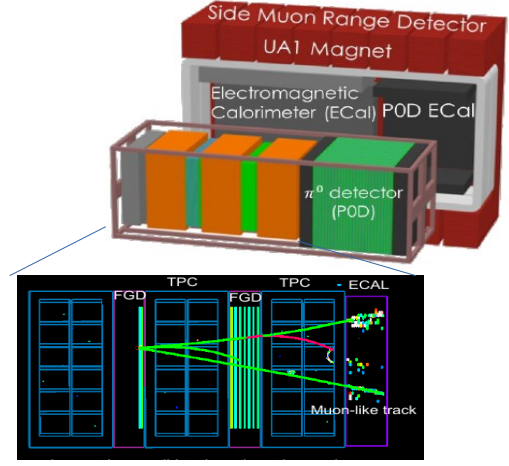 Side Muon Range Detector
UA1 Magnet
Electromagnetic
Calorimeter (ECal)
P0D ECal
π⁰ detector
(P0D)
TPC
TPC
ECAL
FGD
FGD
Muon-like track